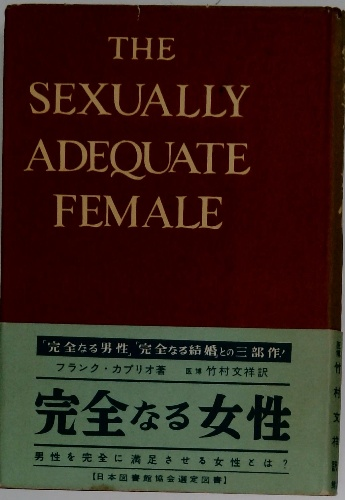 THE
SEXUALLY
ADEQUATE
FEMALE
「完全なる男性」「完全なる結婚」との三部作!
フランク・カプリオ著 医博 竹村文祥訳
完全なる女性
男性を完全に満足させる女性とは?
【日本図書館協会選定図書】